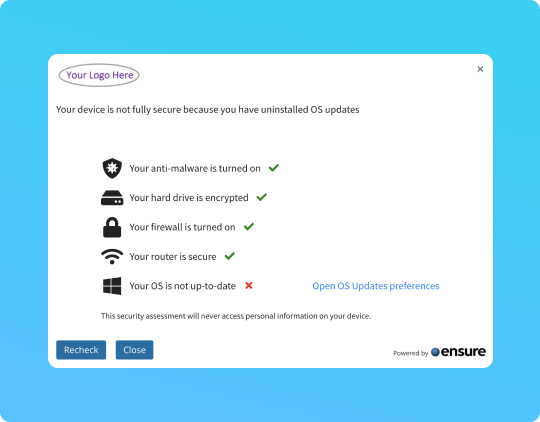 Your Logo Here
×
Your device is not fully secure because you have uninstalled OS updates
Your anti-malware is turned on
Your hard drive is encrypted
Your firewall is turned on
Your router is secure
Your OS is not up-to-date
Open OS Updates preferences
This security assessment will never access personal information on your device.
Recheck
Close
Powered by ensure